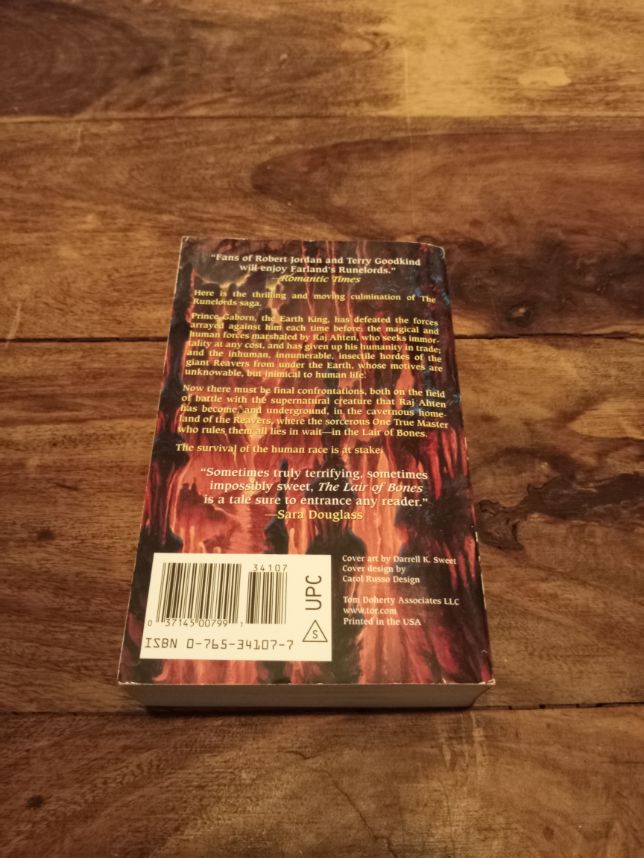 "Fans of Robert Jordan and Terry Goodkind
will enjoy Farland's Runelords."
—Romantic Times
Here is the thrilling and moving culmination of The
Runelords saga.
Prince Gaborn, the Earth King, has defeated the forces
arrayed against him each time before: the magical and
human forces marshaled by Raj Ahten, who seeks immor-
tality at any cost, and has given up his humanity in trade;
and the inhuman, innumerable, insectile hordes of the
giant Reavers from under the Earth, whose motives are
unknowable, but inimical to human life.
Now there must be final confrontations, both on the field
of battle with the supernatural creature that Raj Ahten
has become, and underground, in the cavernous home-
land of the Reavers, where the sorcerous One True Master
who rules them all lies in wait—in the Lair of Bones.
The survival of the human race is at stake.
"Sometimes truly terrifying, sometimes
impossibly sweet, The Lair of Bones
is a tale sure to entrance any reader."
—Sara Douglass
34107
0 37145 00799 1
ISBN 0-765-34107-7
UPC
S
Cover art by Darrell K. Sweet
Cover design by
Carol Russo Design
Tom Doherty Associates LLC
www.tor.com
Printed in the USA